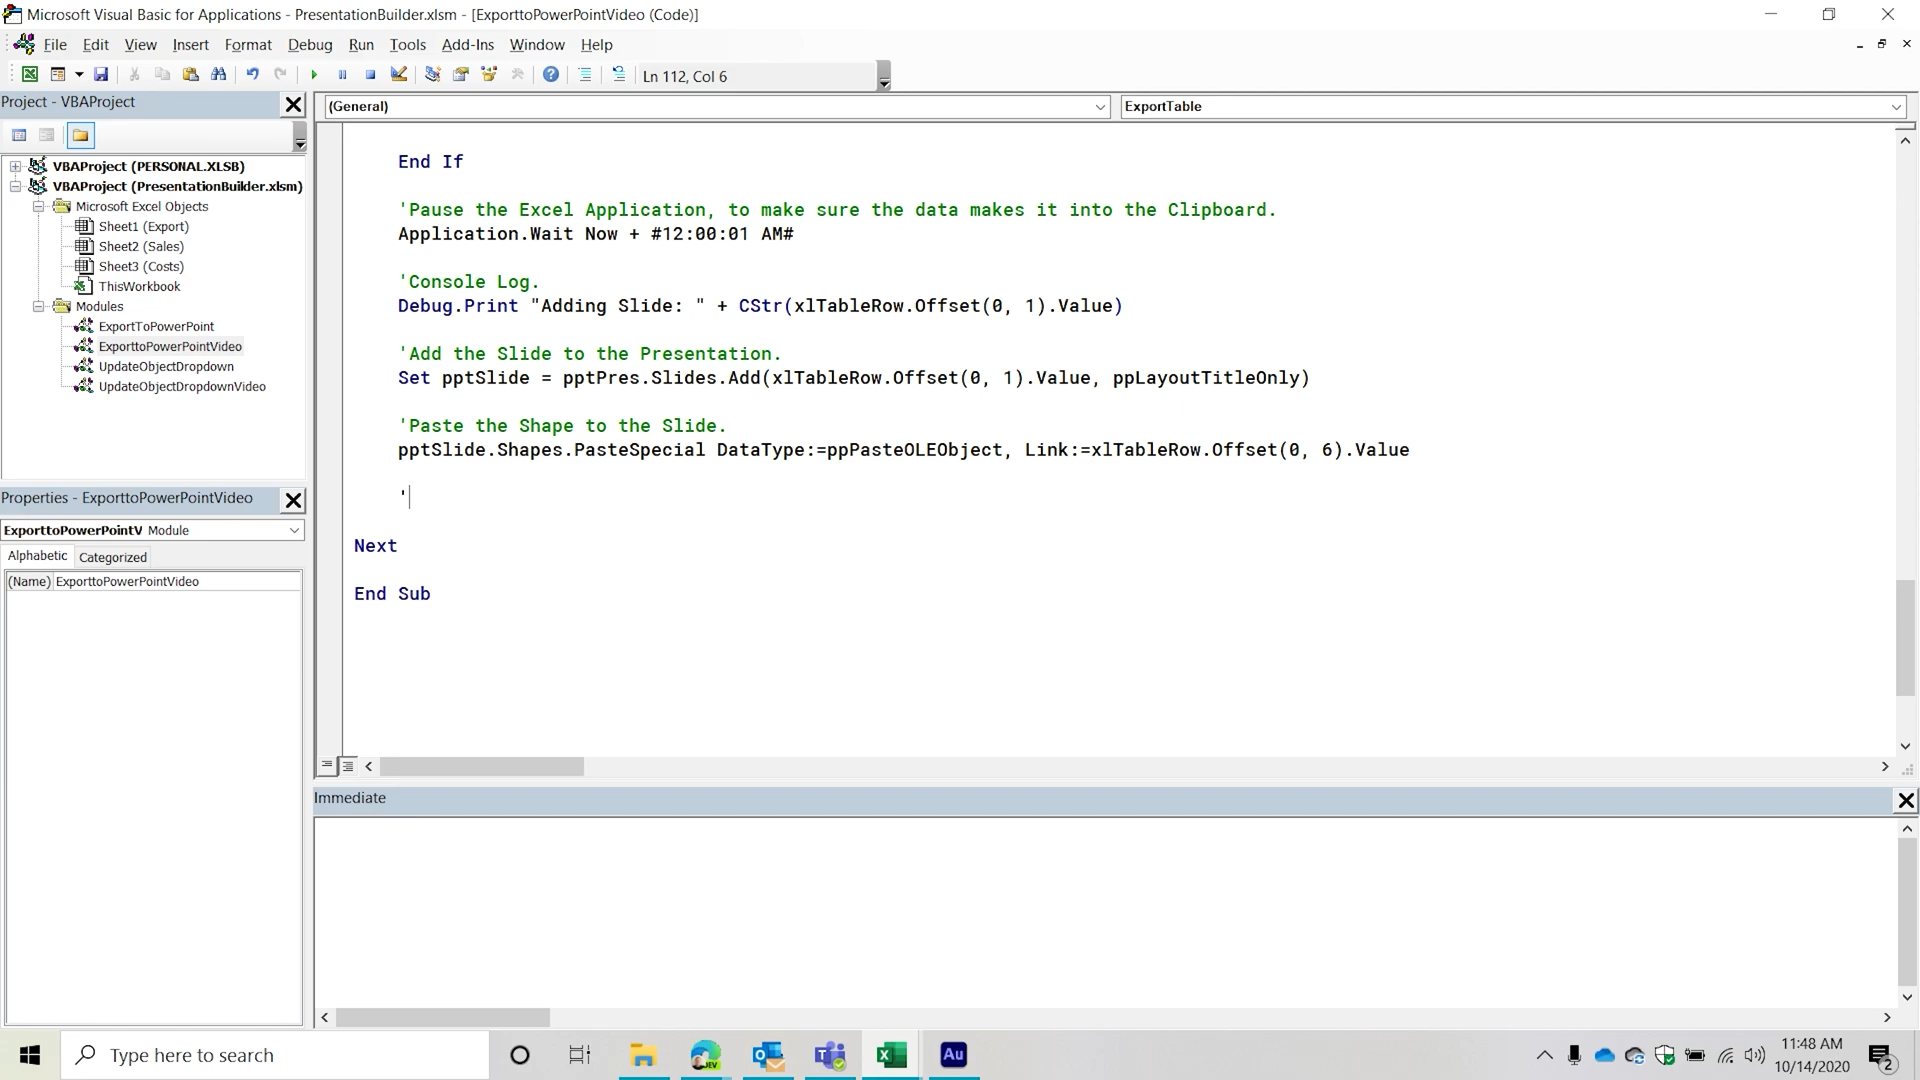 Microsoft Visual Basic for Applications - PresentationBuilder.xlsm - [ExporttoPowerPointVideo (Code)]
File Edit View Insert Format Debug Run Tools Add-Ins Window Help
Ln 112, Col 6
Project - VBAProject
(General)
ExportTable
VBAProject (PERSONAL.XLSB)
VBAProject (PresentationBuilder.xlsm)
Microsoft Excel Objects
Sheet1 (Export)
Sheet2 (Sales)
Sheet3 (Costs)
ThisWorkbook
Modules
ExportToPowerPoint
ExporttoPowerPointVideo
UpdateObjectDropdown
UpdateObjectDropdownVideo
Properties - ExporttoPowerPointVideo
ExporttoPowerPointV Module
Alphabetic Categorized
(Name) ExporttoPowerPointVideo
End If
'Pause the Excel Application, to make sure the data makes it into the Clipboard.
Application.Wait Now + #12:00:01 AM#
'Console Log.
Debug.Print "Adding Slide: " + CStr(xlTableRow.Offset(0, 1).Value)
'Add the Slide to the Presentation.
Set pptSlide = pptPres.Slides.Add(xlTableRow.Offset(0, 1).Value, ppLayoutTitleOnly)
'Paste the Shape to the Slide.
pptSlide.Shapes.PasteSpecial DataType:=ppPasteOLEObject, Link:=xlTableRow.Offset(0, 6).Value
'
Next
End Sub
Immediate
Type here to search
DEV
Au
11:48 AM
10/14/2020
2